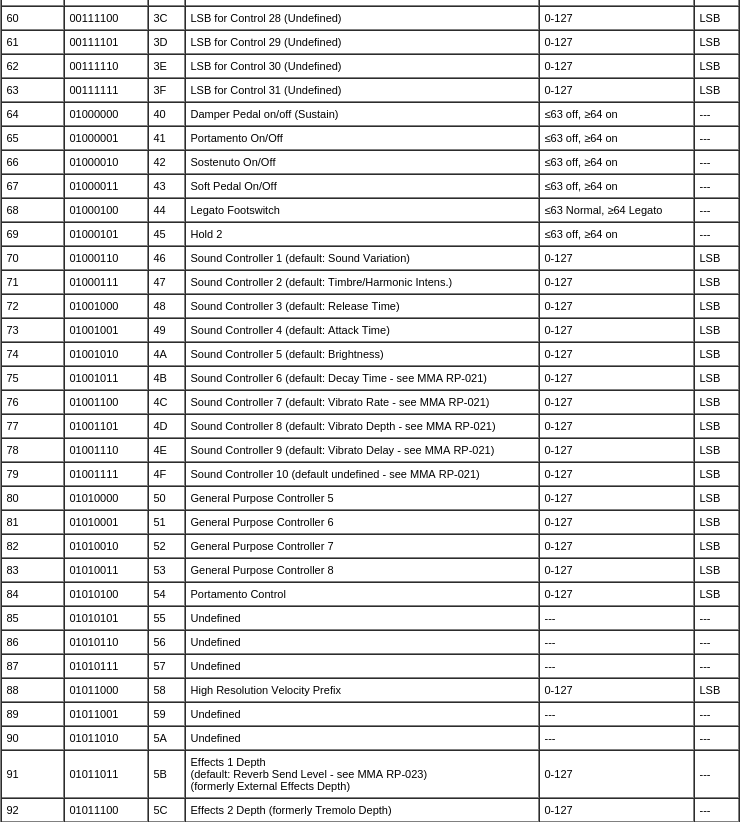 60 00111100 3C LSB for Control 28 (Undefined) 0-127 LSB
61 00111101 3D LSB for Control 29 (Undefined) 0-127 LSB
62 00111110 3E LSB for Control 30 (Undefined) 0-127 LSB
63 00111111 3F LSB for Control 31 (Undefined) 0-127 LSB
64 01000000 40 Damper Pedal on/off (Sustain) ≤63 off, ≥64 on ---
65 01000001 41 Portamento On/Off ≤63 off, ≥64 on ---
66 01000010 42 Sostenuto On/Off ≤63 off, ≥64 on ---
67 01000011 43 Soft Pedal On/Off ≤63 off, ≥64 on ---
68 01000100 44 Legato Footswitch ≤63 Normal, ≥64 Legato ---
69 01000101 45 Hold 2 ≤63 off, ≥64 on ---
70 01000110 46 Sound Controller 1 (default: Sound Variation) 0-127 LSB
71 01000111 47 Sound Controller 2 (default: Timbre/Harmonic Intens.) 0-127 LSB
72 01001000 48 Sound Controller 3 (default: Release Time) 0-127 LSB
73 01001001 49 Sound Controller 4 (default: Attack Time) 0-127 LSB
74 01001010 4A Sound Controller 5 (default: Brightness) 0-127 LSB
75 01001011 4B Sound Controller 6 (default: Decay Time - see MMA RP-021) 0-127 LSB
76 01001100 4C Sound Controller 7 (default: Vibrato Rate - see MMA RP-021) 0-127 LSB
77 01001101 4D Sound Controller 8 (default: Vibrato Depth - see MMA RP-021) 0-127 LSB
78 01001110 4E Sound Controller 9 (default: Vibrato Delay - see MMA RP-021) 0-127 LSB
79 01001111 4F Sound Controller 10 (default undefined - see MMA RP-021) 0-127 LSB
80 01010000 50 General Purpose Controller 5 0-127 LSB
81 01010001 51 General Purpose Controller 6 0-127 LSB
82 01010010 52 General Purpose Controller 7 0-127 LSB
83 01010011 53 General Purpose Controller 8 0-127 LSB
84 01010100 54 Portamento Control 0-127 LSB
85 01010101 55 Undefined --- ---
86 01010110 56 Undefined --- ---
87 01010111 57 Undefined --- ---
88 01011000 58 High Resolution Velocity Prefix 0-127 LSB
89 01011001 59 Undefined --- ---
90 01011010 5A Undefined --- ---
Effects 1 Depth
91 01011011 5B (default: Reverb Send Level - see MMA RP-023) 0-127 ---
(formerly External Effects Depth)
92 01011100 5C Effects 2 Depth (formerly Tremolo Depth) 0-127 ---